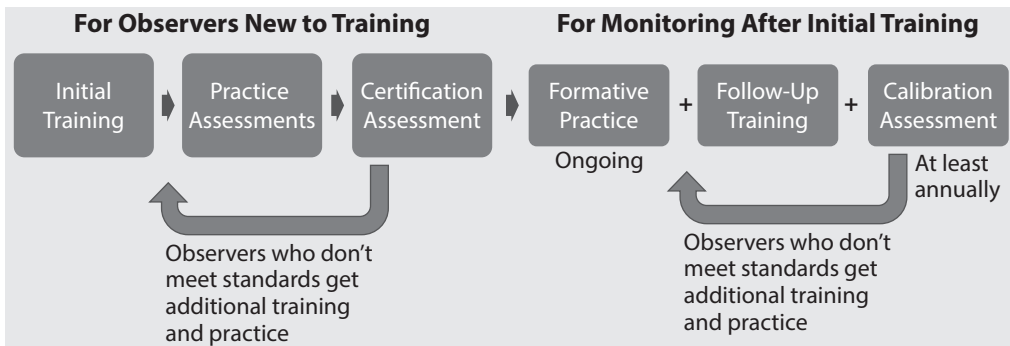 For Observers New to Training
Initial
Training
Practice
Assessments
Certification
Assessment
Observers who don't
meet standards get
additional training
and practice
For Monitoring After Initial Training
Formative
Practice
Ongoing
+
Follow-Up
Training
+
Calibration
Assessment
At least
annually
Observers who don't
meet standards get
additional training
and practice